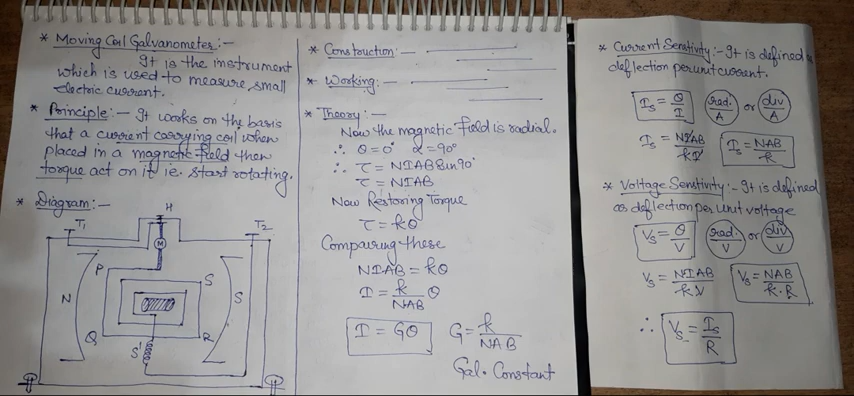 * Moving Coil Galvanometer:-
It is the instrument
which is used to measure small
electric current.
* Principle:- It works on the basis
that a current carrying coil when
placed in a magnetic field then
torque act on it ie. start rotating.
* Diagram:-
H
T₁
T₂
M
P
S
N
S
Q
R
S'
* Construction:-
* Working:-
* Theory:-
Now the magnetic field is radial.
∴ θ=0° α=90°
∴ τ = NIAB Sin90°
τ = NIAB
Now Restoring Torque
τ = kθ
Comparing these
NIAB = kθ
I = k/NAB θ
I = Gθ G = k/NAB
Gal. Constant
* Current Sensitivity:- It is defined as
deflection per unit current.
Is = θ/I rad./A or div/A
Is = NIAB/kI Is = NAB/k
* Voltage Sensitivity:- It is defined
as deflection per unit voltage
Vs = θ/V rad/V or div/V
Vs = NIAB/k.V Vs = NAB/k.R
∴ Vs = Is/R